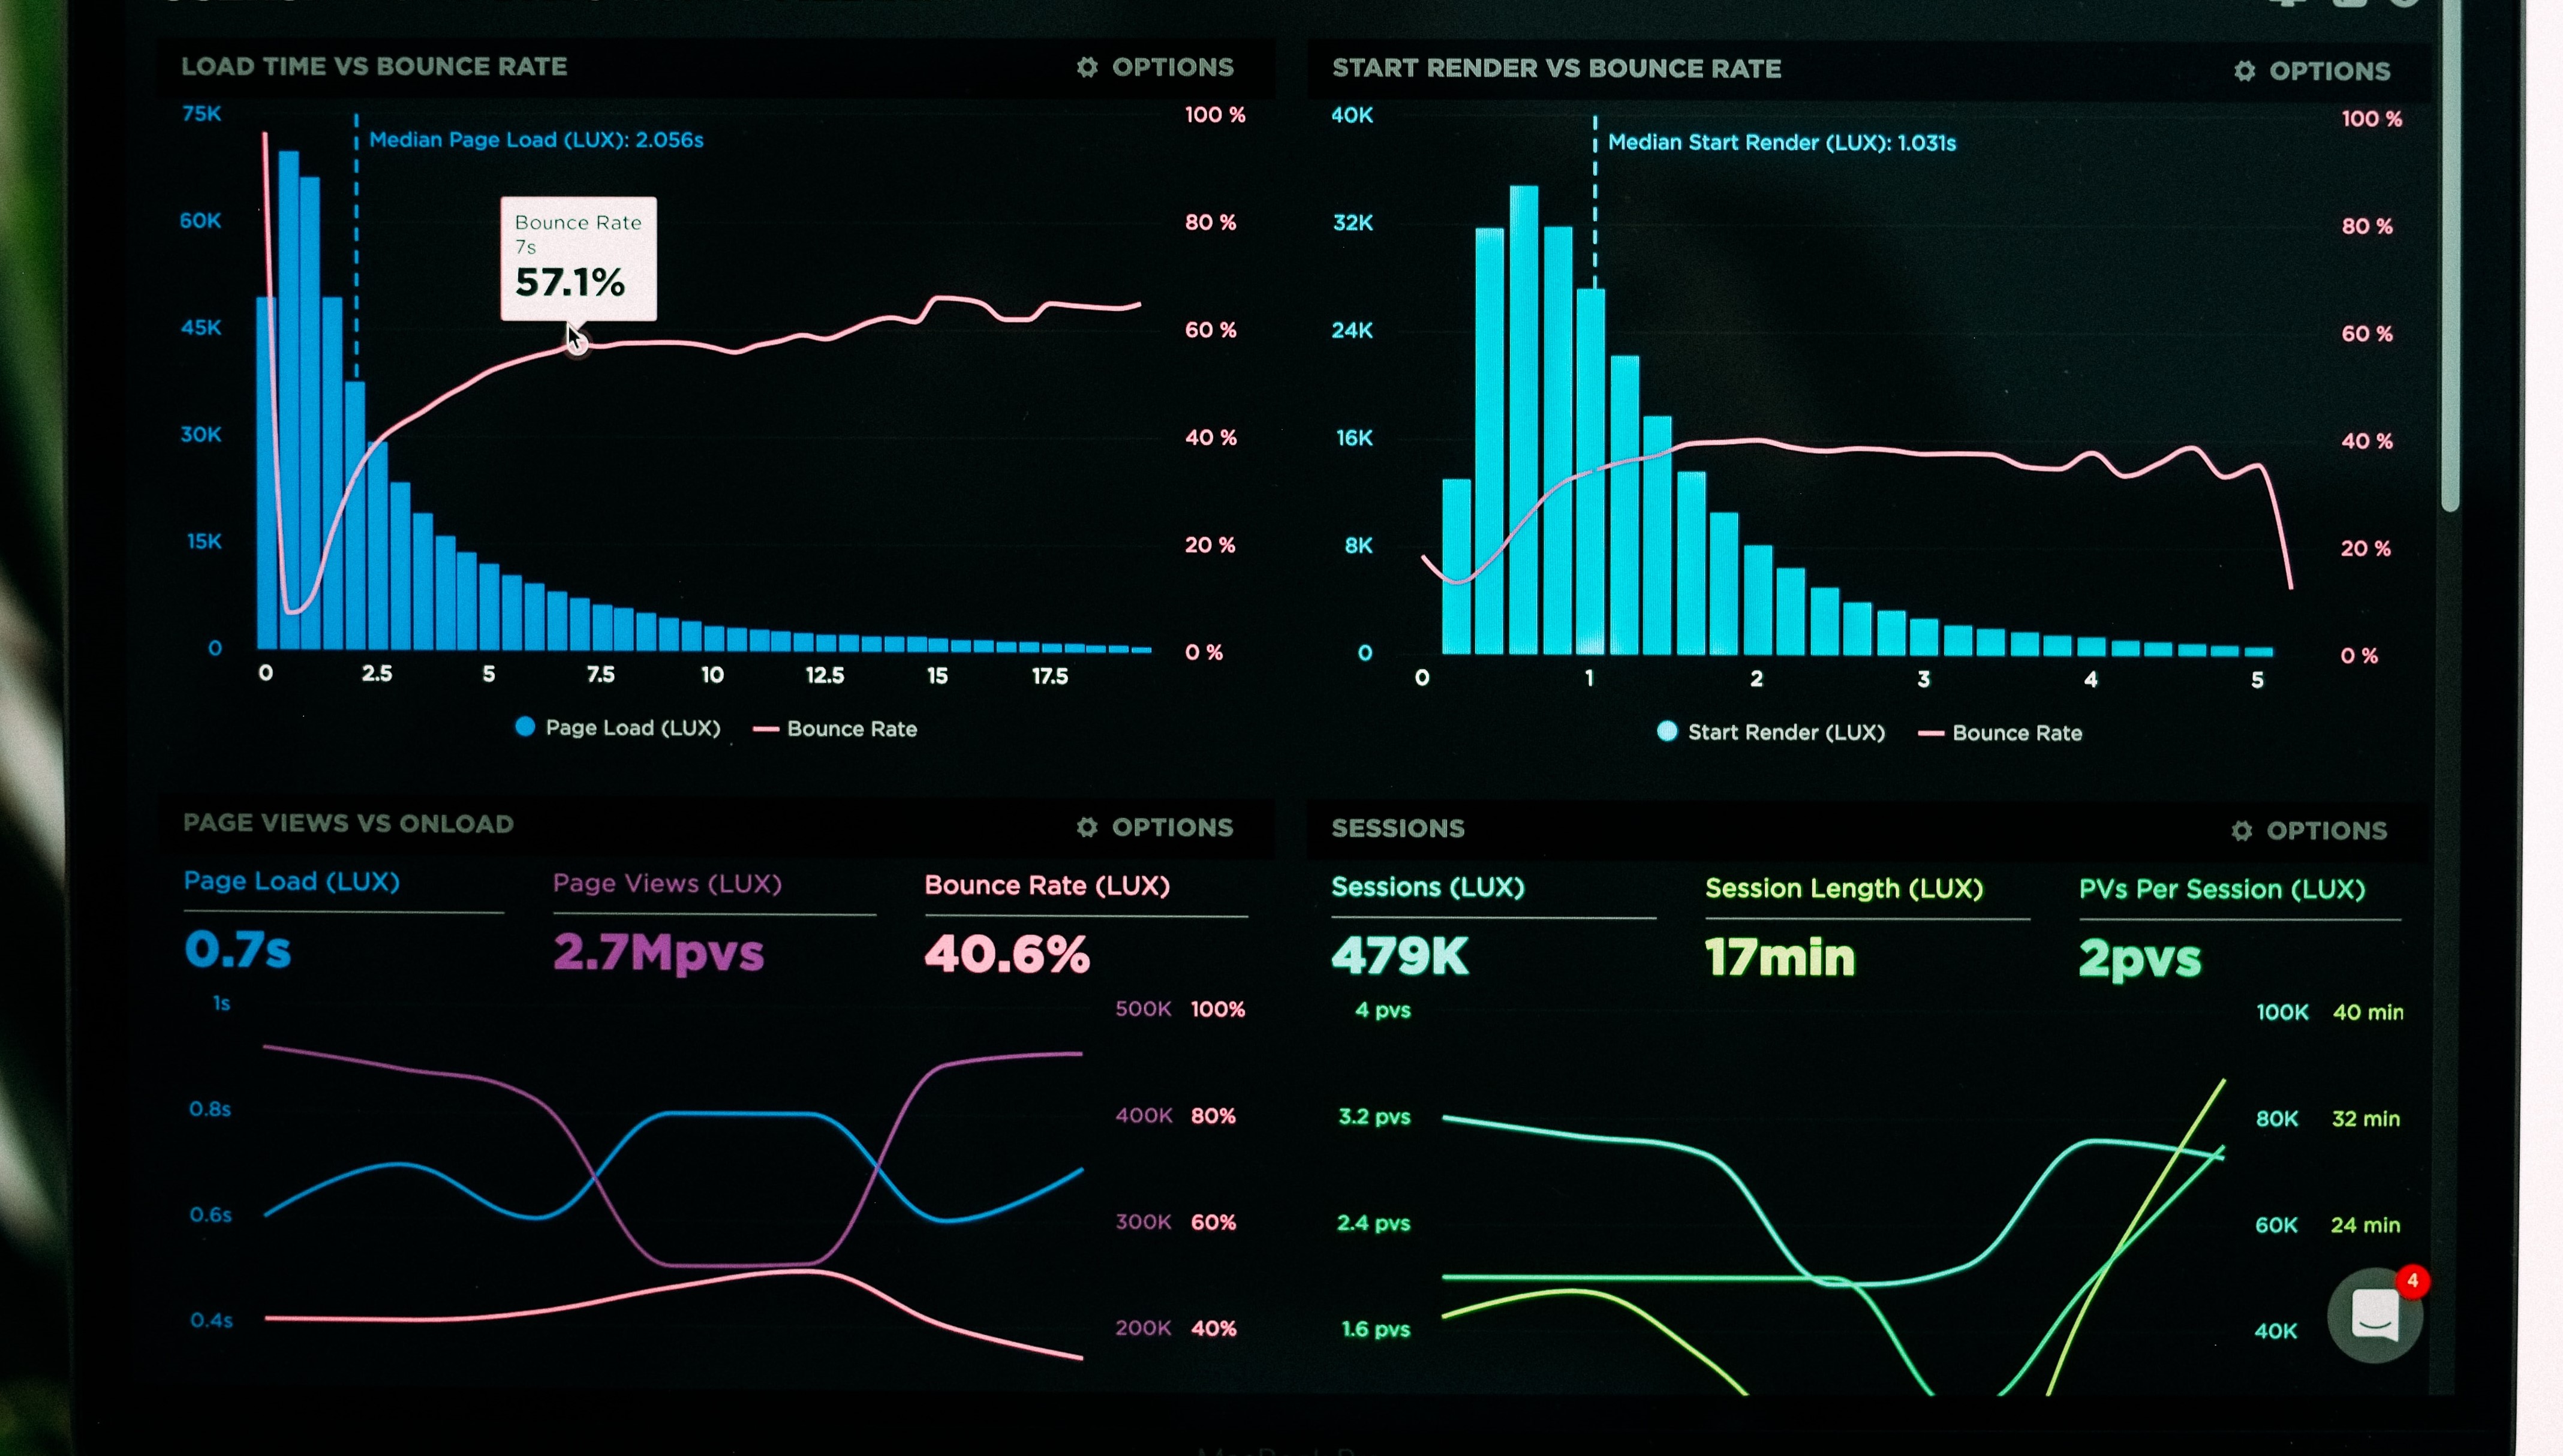 LOAD TIME VS BOUNCE RATE
OPTIONS
75K
60K
45K
30K
15K
0
Median Page Load (LUX): 2.056s
Bounce Rate
7s
57.1%
100 %
80 %
60 %
40 %
20 %
0 %
0 2.5 5 7.5 10 12.5 15 17.5
Page Load (LUX) Bounce Rate
START RENDER VS BOUNCE RATE
OPTIONS
40K
32K
24K
16K
8K
0
Median Start Render (LUX): 1.031s
100 %
80 %
60 %
40 %
20 %
0 %
0 1 2 3 4 5
Start Render (LUX) Bounce Rate
PAGE VIEWS VS ONLOAD
OPTIONS
Page Load (LUX) Page Views (LUX) Bounce Rate (LUX)
0.7s 2.7Mpvs 40.6%
1s
0.8s
0.6s
0.4s
500K 100%
400K 80%
300K 60%
200K 40%
SESSIONS
OPTIONS
Sessions (LUX) Session Length (LUX) PVs Per Session (LUX)
479K 17min 2pvs
4 pvs
3.2 pvs
2.4 pvs
1.6 pvs
100K 40 min
80K 32 min
60K 24 min
40K
4